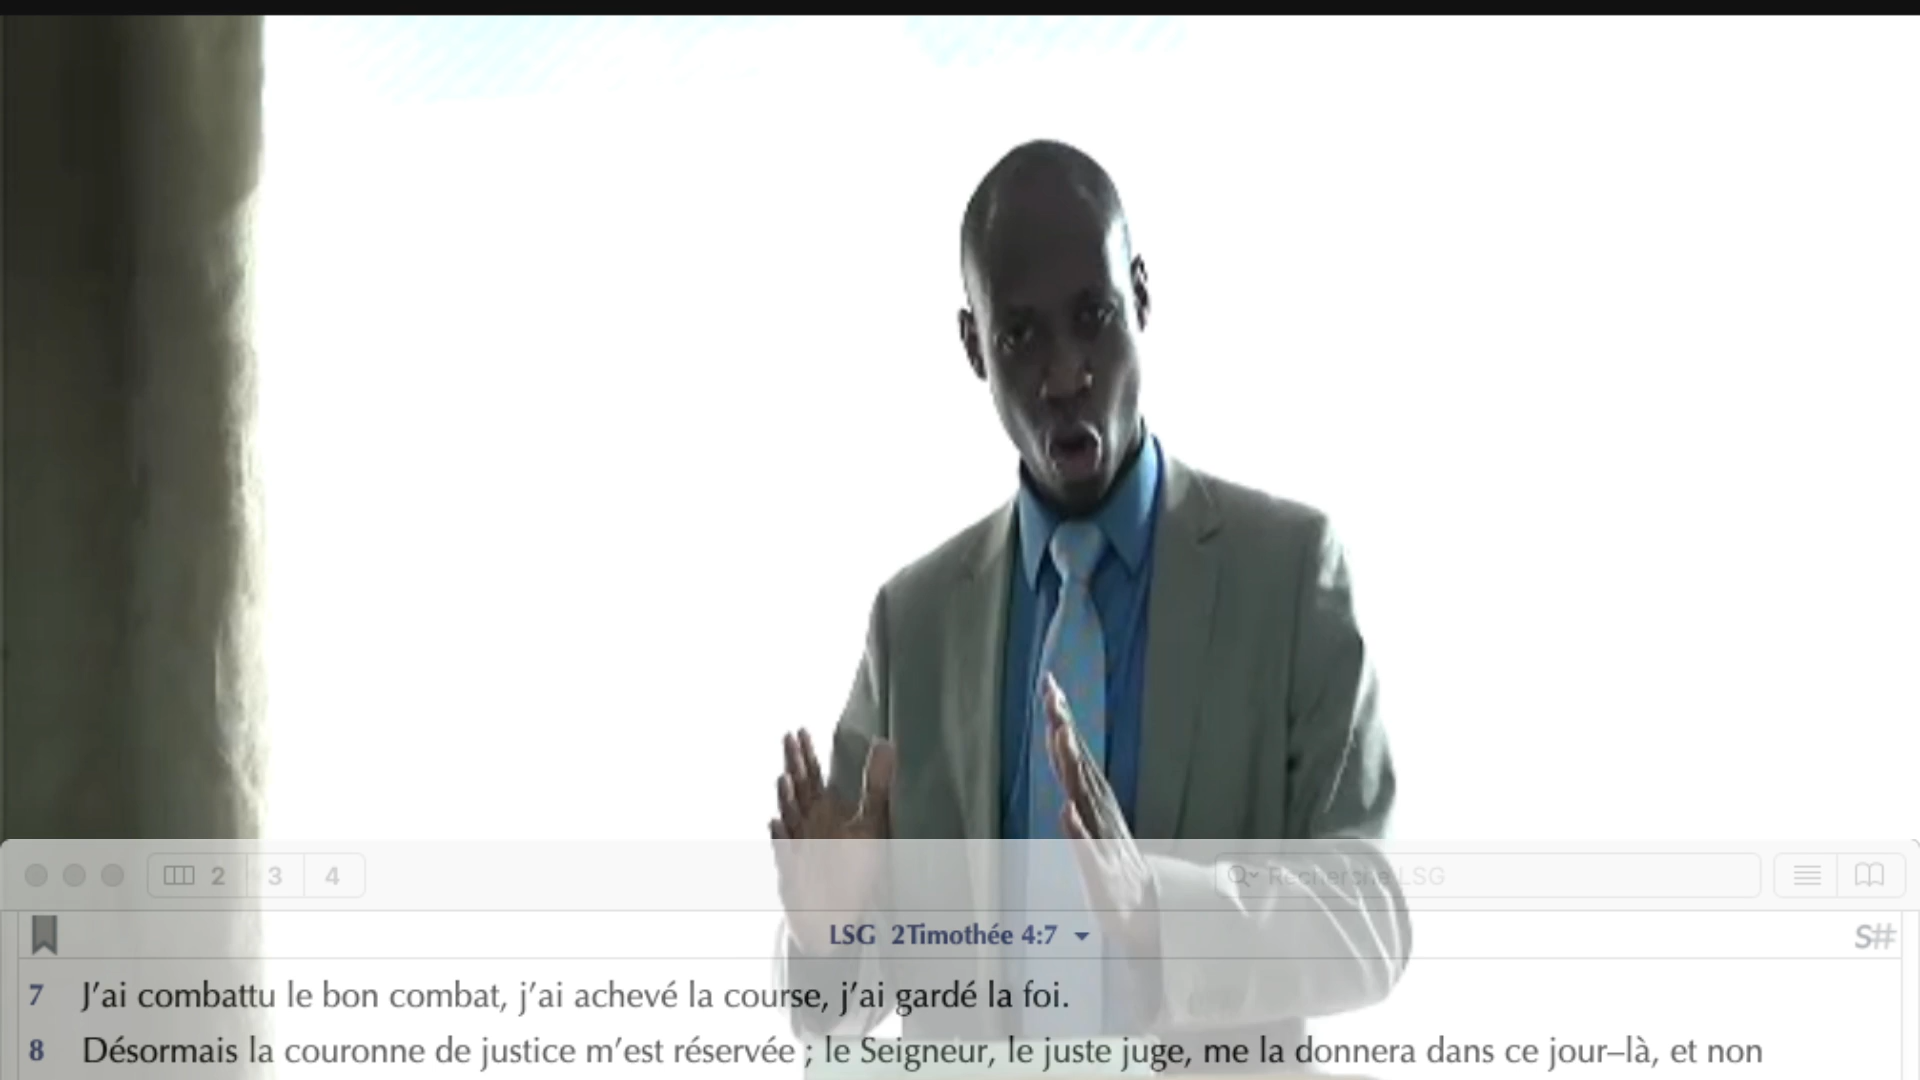 2 3 4 Recherche LSG
LSG 2Timothée 4:7 S#
7 J’ai combattu le bon combat, j’ai achevé la course, j’ai gardé la foi.
8 Désormais la couronne de justice m’est réservée ; le Seigneur, le juste juge, me la donnera dans ce jour–là, et non